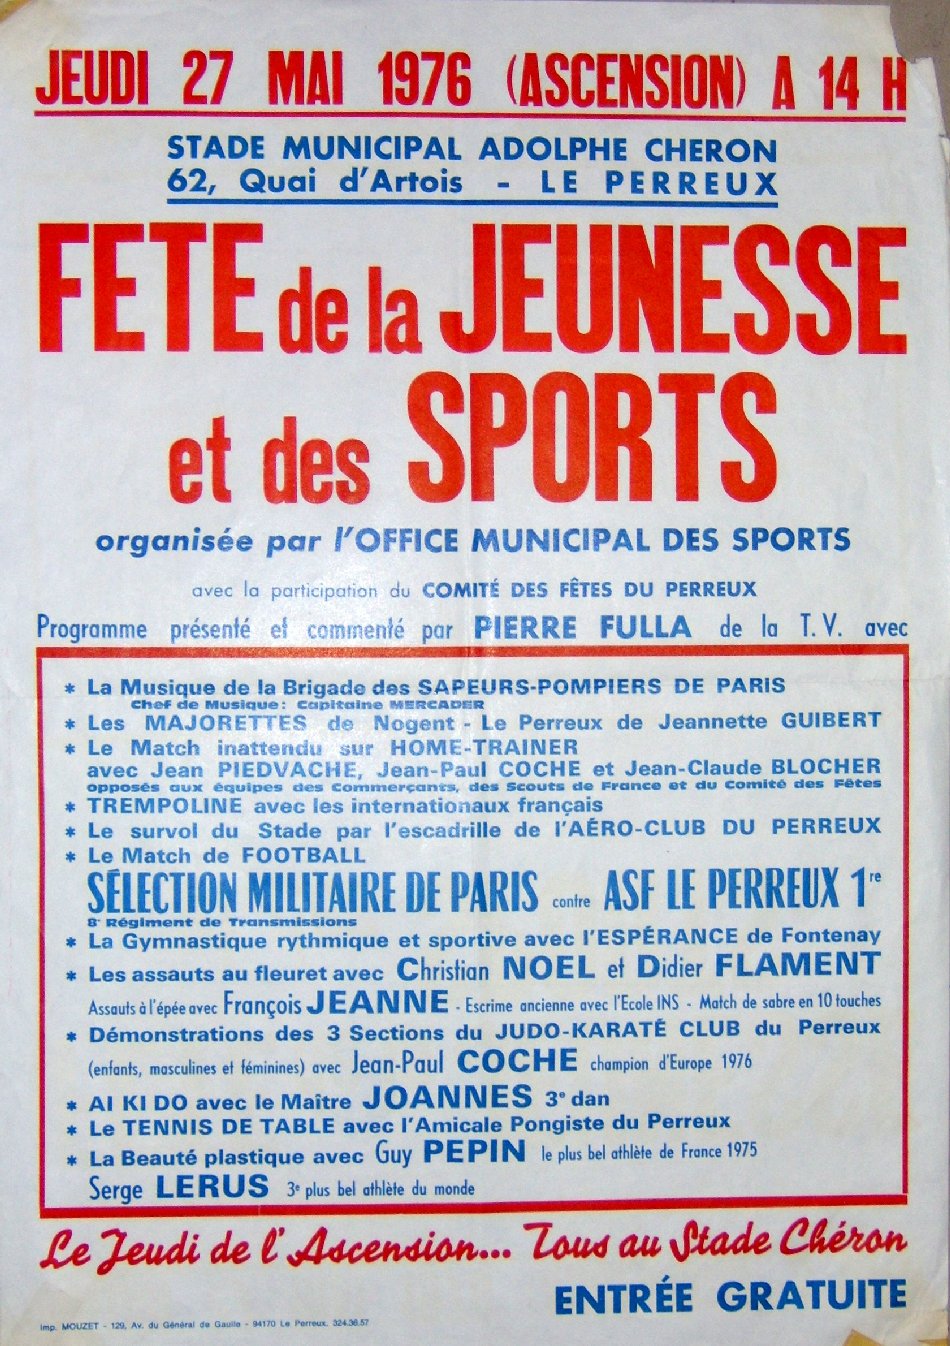 JEUDI 27 MAI 1976 (ASCENSION) A 14 H
STADE MUNICIPAL ADOLPHE CHERON
62, Quai d'Artois - LE PERREUX
FETE de la JEUNESSE
et des SPORTS
organisée par l'OFFICE MUNICIPAL DES SPORTS
avec la participation du COMITÉ DES FÊTES DU PERREUX
Programme présenté et commenté par PIERRE FULLA de la T.V. avec
* La Musique de la Brigade des SAPEURS-POMPIERS DE PARIS
Chef de Musique: Capitaine MERCADER
* Les MAJORETTES de Nogent - Le Perreux de Jeannette GUIBERT
* Le Match inattendu sur HOME-TRAINER
avec Jean PIEDVACHE, Jean-Paul COCHE et Jean-Claude BLOCHER
opposés aux équipes des Commerçants, des Scouts de France et du Comité des Fêtes
* TREMPOLINE avec les internationaux français
* Le survol du Stade par l'escadrille de l'AÉRO-CLUB DU PERREUX
* Le Match de FOOTBALL
SÉLECTION MILITAIRE DE PARIS contre ASF LE PERREUX 1re
8e Régiment de Transmissions
* La Gymnastique rythmique et sportive avec l'ESPÉRANCE de Fontenay
* Les assauts au fleuret avec Christian NOEL et Didier FLAMENT
Assauts à l'épée avec François JEANNE - Escrime ancienne avec l'Ecole INS - Match de sabre en 10 touches
* Démonstrations des 3 Sections du JUDO-KARATÉ CLUB du Perreux
(enfants, masculines et féminines) avec Jean-Paul COCHE champion d'Europe 1976
* AI KI DO avec le Maître JOANNES 3e dan
* Le TENNIS DE TABLE avec l'Amicale Pongiste du Perreux
* La Beauté plastique avec Guy PEPIN le plus bel athlète de France 1975
Serge LERUS 3e plus bel athlète du monde
Le Jeudi de l'Ascension... Tous au Stade Chéron
ENTRÉE GRATUITE
Imp. MOUZET - 129, Av. du Général de Gaulle - 94170 Le Perreux. 324.36.57